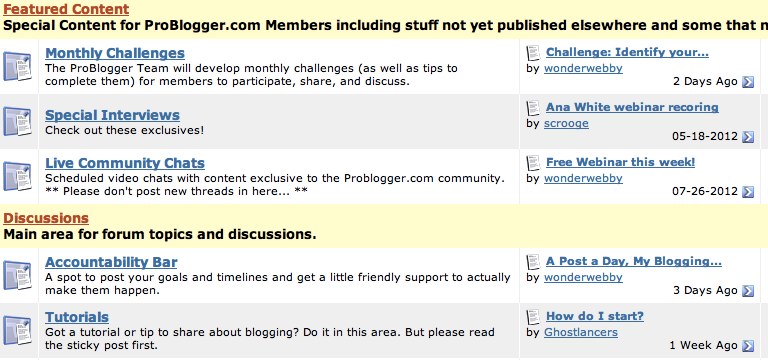 Featured Content
Special Content for ProBlogger.com Members including stuff not yet published elsewhere and some that
Monthly Challenges
The ProBlogger Team will develop monthly challenges (as well as tips to
complete them) for members to participate, share, and discuss.
Challenge: Identify your...
by wonderwebby
2 Days Ago
Special Interviews
Check out these exclusives!
Ana White webinar recoring
by scrooge
05-18-2012
Live Community Chats
Scheduled video chats with content exclusive to the Problogger.com community.
** Please don't post new threads in here... **
Free Webinar this week!
by wonderwebby
07-26-2012
Discussions
Main area for forum topics and discussions.
Accountability Bar
A spot to post your goals and timelines and get a little friendly support to actually
make them happen.
A Post a Day, My Blogging...
by wonderwebby
3 Days Ago
Tutorials
Got a tutorial or tip to share about blogging? Do it in this area. But please read
the sticky post first.
How do I start?
by Ghostlancers
1 Week Ago